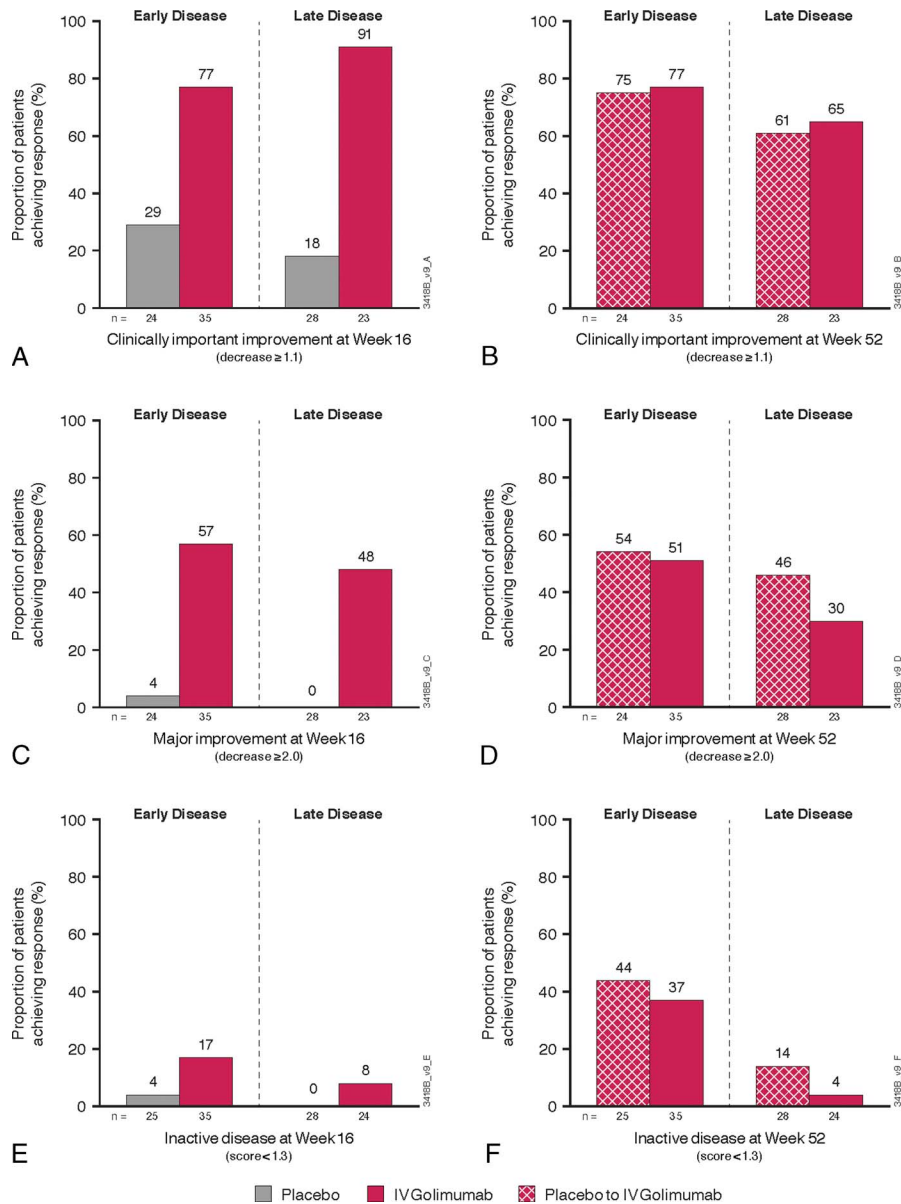 Early Disease Late Disease
Proportion of patients
achieving response (%)
100
80
60
40
20
0
29
77
18
91
n = 24 35 28 23
Clinically important improvement at Week 16
(decrease ≥ 1.1)
A
3418B_v9_A
Early Disease Late Disease
Proportion of patients
achieving response (%)
100
80
60
40
20
0
75
77
61
65
n = 24 35 28 23
Clinically important improvement at Week 52
(decrease ≥ 1.1)
B
3418B_v9_B
Early Disease Late Disease
Proportion of patients
achieving response (%)
100
80
60
40
20
0
4
57
0
48
n = 24 35 28 23
Major improvement at Week 16
(decrease ≥ 2.0)
C
3418B_v9_C
Early Disease Late Disease
Proportion of patients
achieving response (%)
100
80
60
40
20
0
54
51
46
30
n = 24 35 28 23
Major improvement at Week 52
(decrease ≥ 2.0)
D
3418B_v9_D
Early Disease Late Disease
Proportion of patients
achieving response (%)
100
80
60
40
20
0
4
17
0
8
n = 25 35 28 24
Inactive disease at Week 16
(score < 1.3)
E
3418B_v9_E
Early Disease Late Disease
Proportion of patients
achieving response (%)
100
80
60
40
20
0
44
37
14
4
n = 25 35 28 24
Inactive disease at Week 52
(score < 1.3)
F
3418B_v9_F
Placebo IV Golimumab Placebo to IV Golimumab